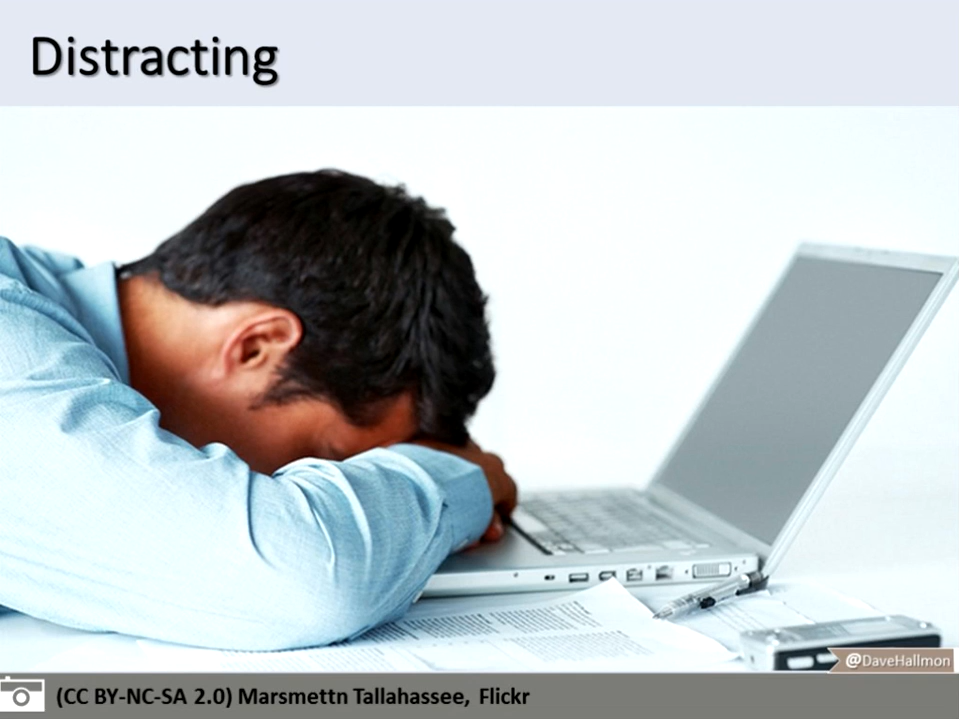 Distracting
@DaveHallmon
(CC BY-NC-SA 2.0) Marsmettn Tallahassee, Flickr